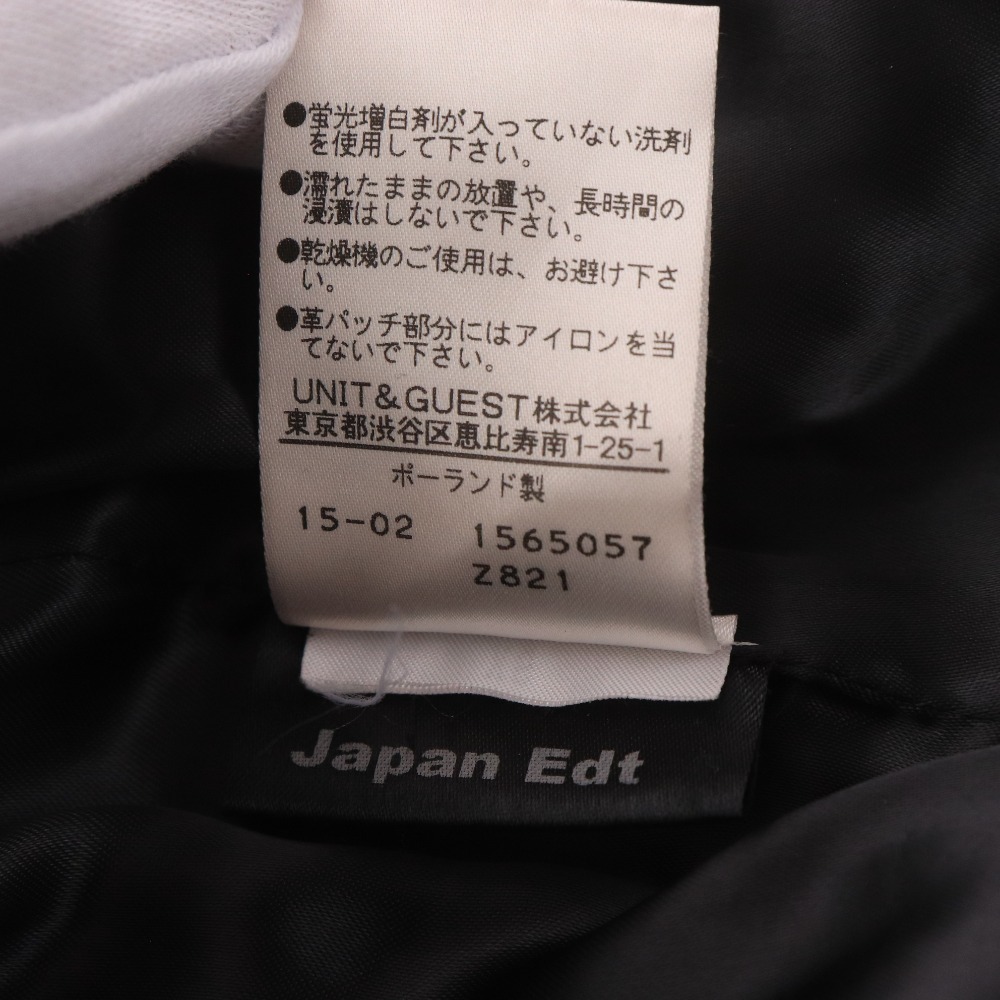 ●蛍光増白剤が入っていない洗剤
を使用して下さい。
●濡れたままの放置や、長時間の
浸漬はしないで下さい。
●乾燥機のご使用は、お避け下さ
い。
●革パッチ部分にはアイロンを当
てないで下さい。
UNIT&GUEST株式会社
東京都渋谷区恵比寿南1-25-1
ポーランド製
15-02 1565057
Z821
Japan Edt